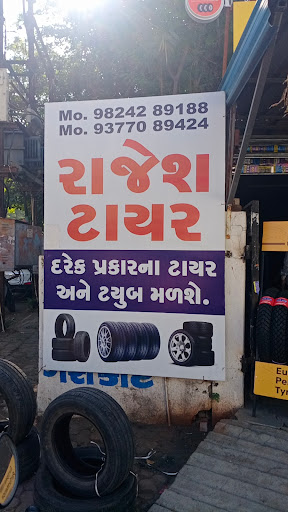 Mo. 98242 89188
Mo. 93770 89424
રાજેશ
ટાયર
દરેક પ્રકારના ટાયર
અને ટયુબ મળશે.